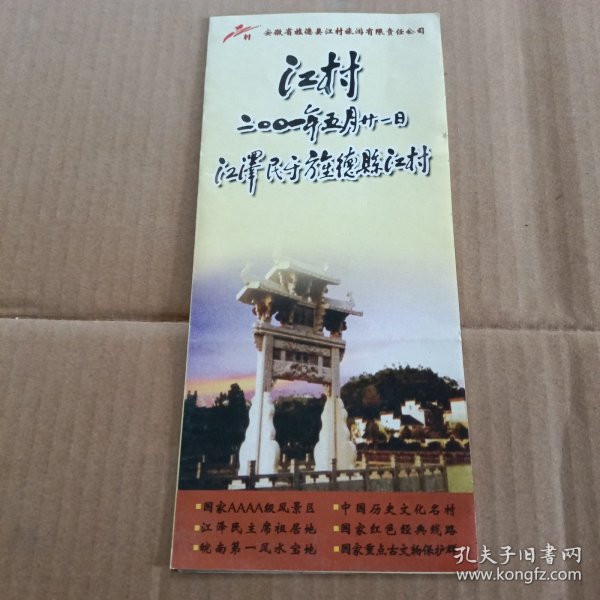 村
安徽省旌德县江村旅游有限责任公司
江村
二〇〇一年五月廿一日
江泽民于旌德縣江村
■国家AAAA级风景区
■中国历史文化名村
■江泽民主席祖居地
■国家红色经典线路
■皖南第一风水宝地
■国家重点古文物保护
孔夫子旧书网
www.kongfz.com